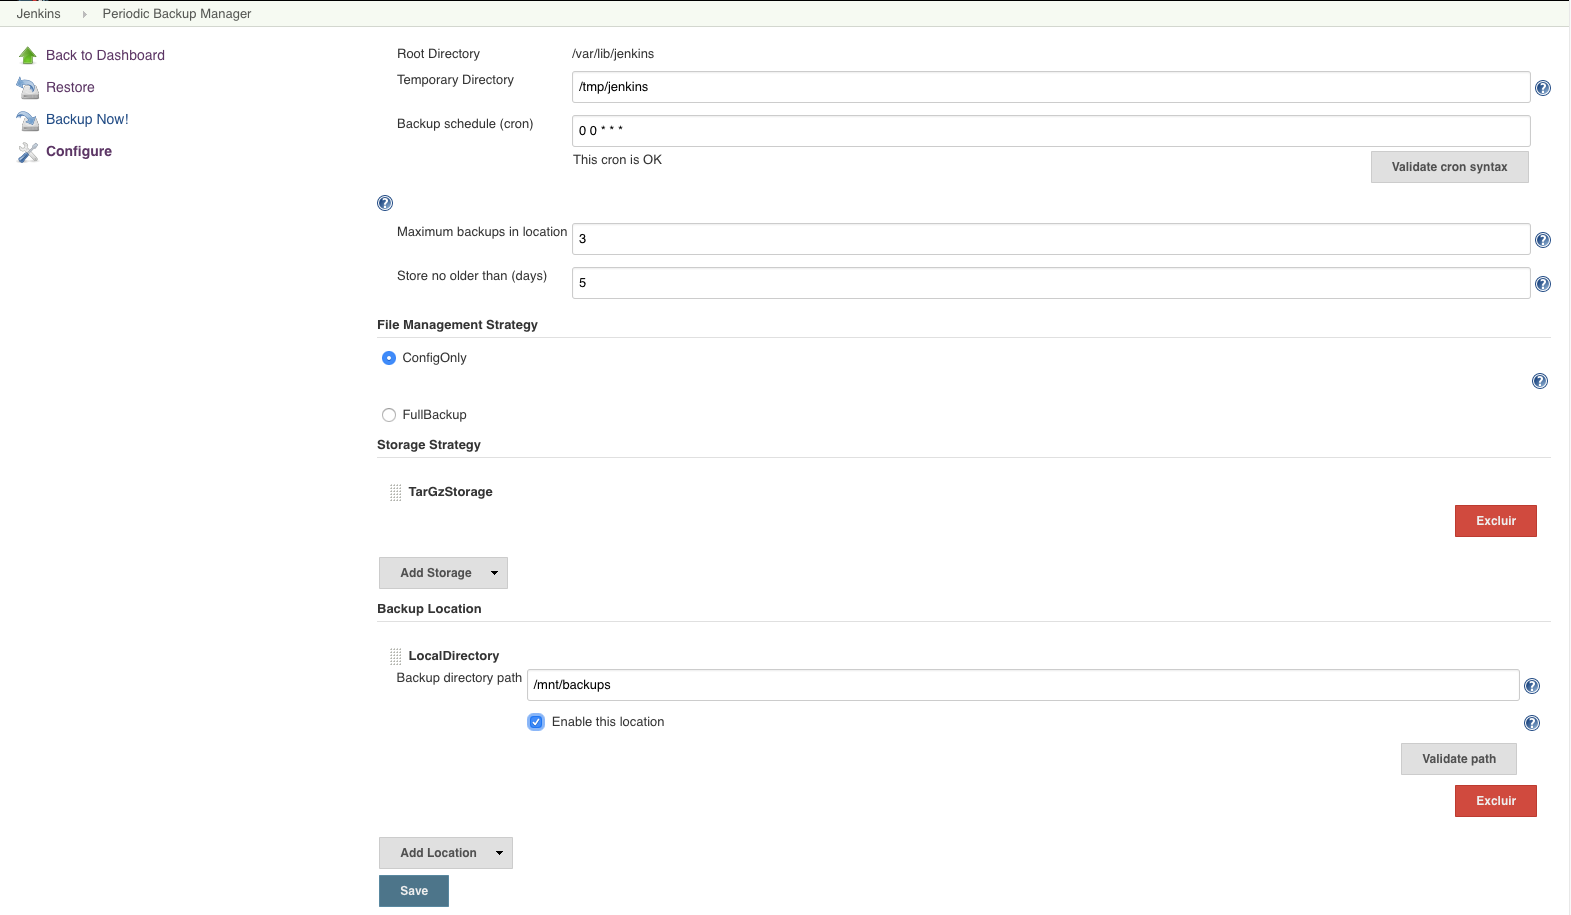 Jenkins Periodic Backup Manager
Back to Dashboard
Restore
Backup Now!
Configure
Root Directory /var/lib/jenkins
Temporary Directory /tmp/jenkins
Backup schedule (cron) 0 0 * * *
This cron is OK
Validate cron syntax
Maximum backups in location 3
Store no older than (days) 5
File Management Strategy
ConfigOnly
FullBackup
Storage Strategy
TarGzStorage
Excluir
Add Storage
Backup Location
LocalDirectory
Backup directory path /mnt/backups
Enable this location
Validate path
Excluir
Add Location
Save